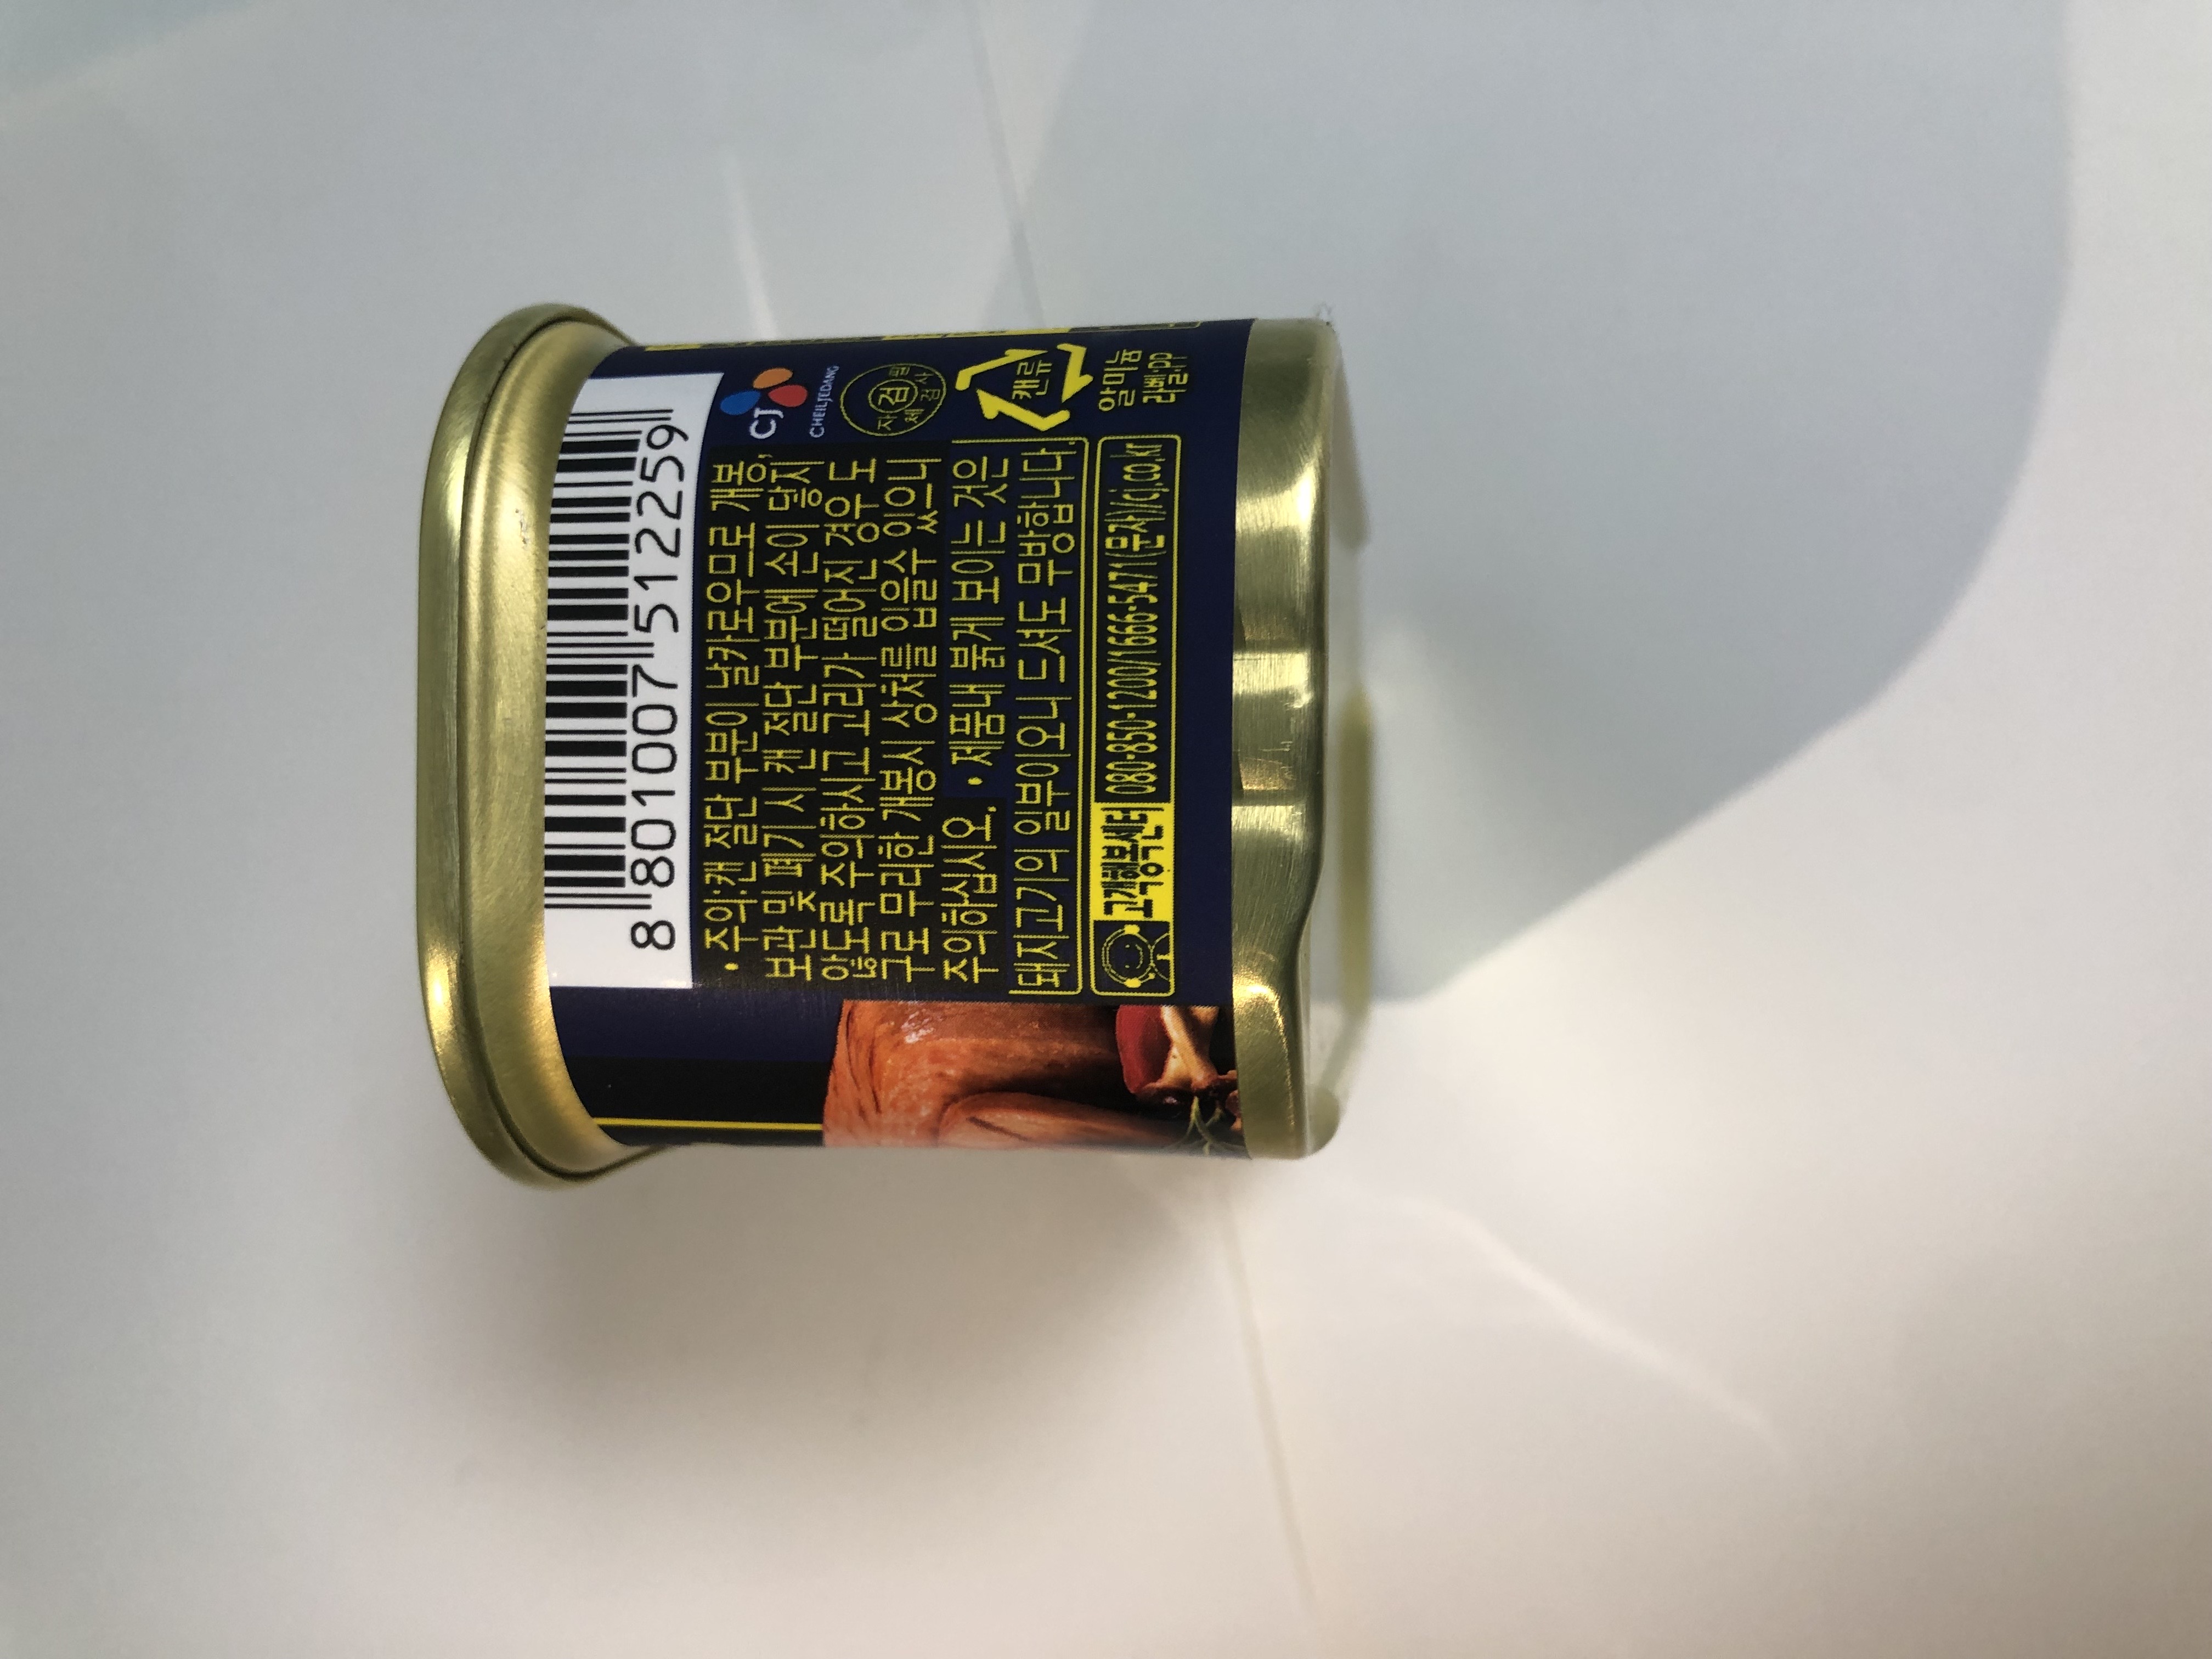 8 801007 512259
• 주의:캔 절단 부분이 날카로우므로 개봉,
보관 및 폐기 시 캔 절단 부분에 손이 닿지
않도록 주의하시고 고리가 떨어진 경우 도
구로 무리한 개봉시 상처를 입을수 있으니
주의하십시오. • 제품내 붉게 보이는 것은
돼지고기의 일부이오니 드셔도 무방합니다.
고객행복센터 080-850-1200/1666-5471(문자)/cj.co.kr
CJ
CHEILJEDANG
자체검사필
검
캔류
알미늄
라벨:PP